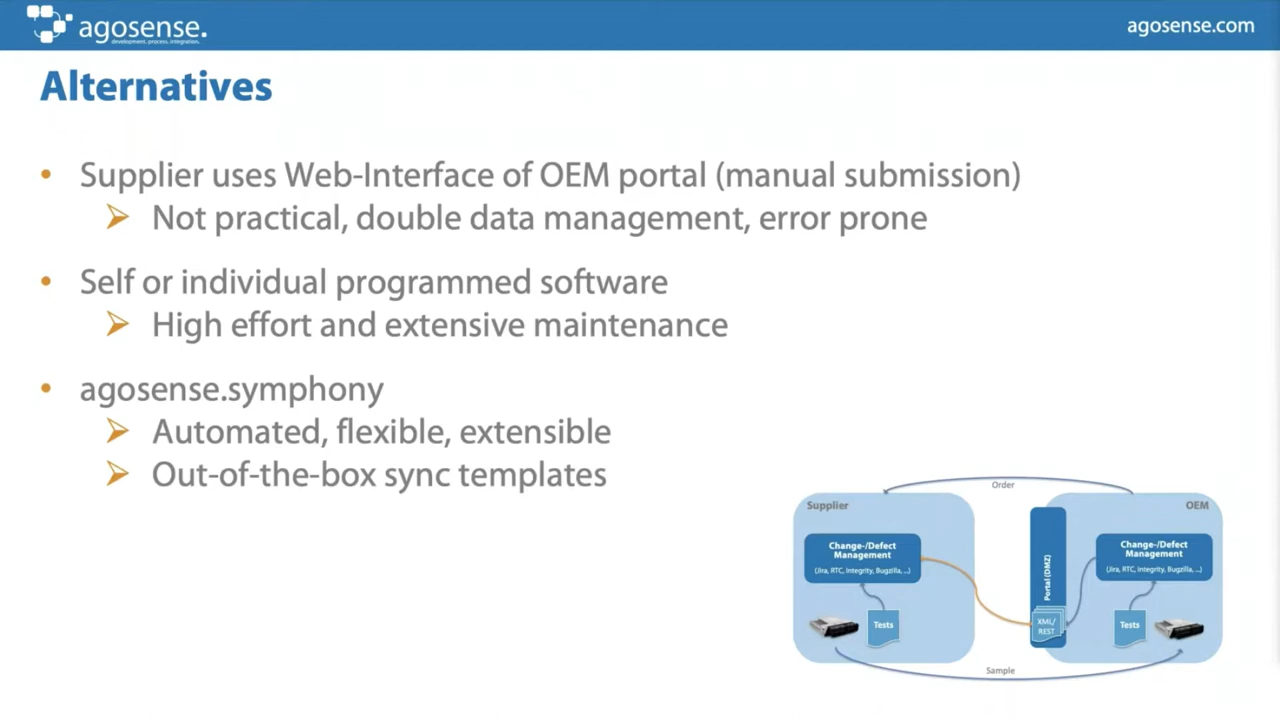 agosense.
development. process. integration.
agosense.com
Alternatives
• Supplier uses Web-Interface of OEM portal (manual submission)
➢ Not practical, double data management, error prone
• Self or individual programmed software
➢ High effort and extensive maintenance
• agosense.symphony
➢ Automated, flexible, extensible
➢ Out-of-the-box sync templates
Order
Supplier
OEM
Change-/Defect
Management
(Jira, RTC, Integrity, Bugzilla, ...)
Tests
Portal (DMZ)
XML/
REST
Change-/Defect
Management
(Jira, RTC, Integrity, Bugzilla, ...)
Tests
Sample